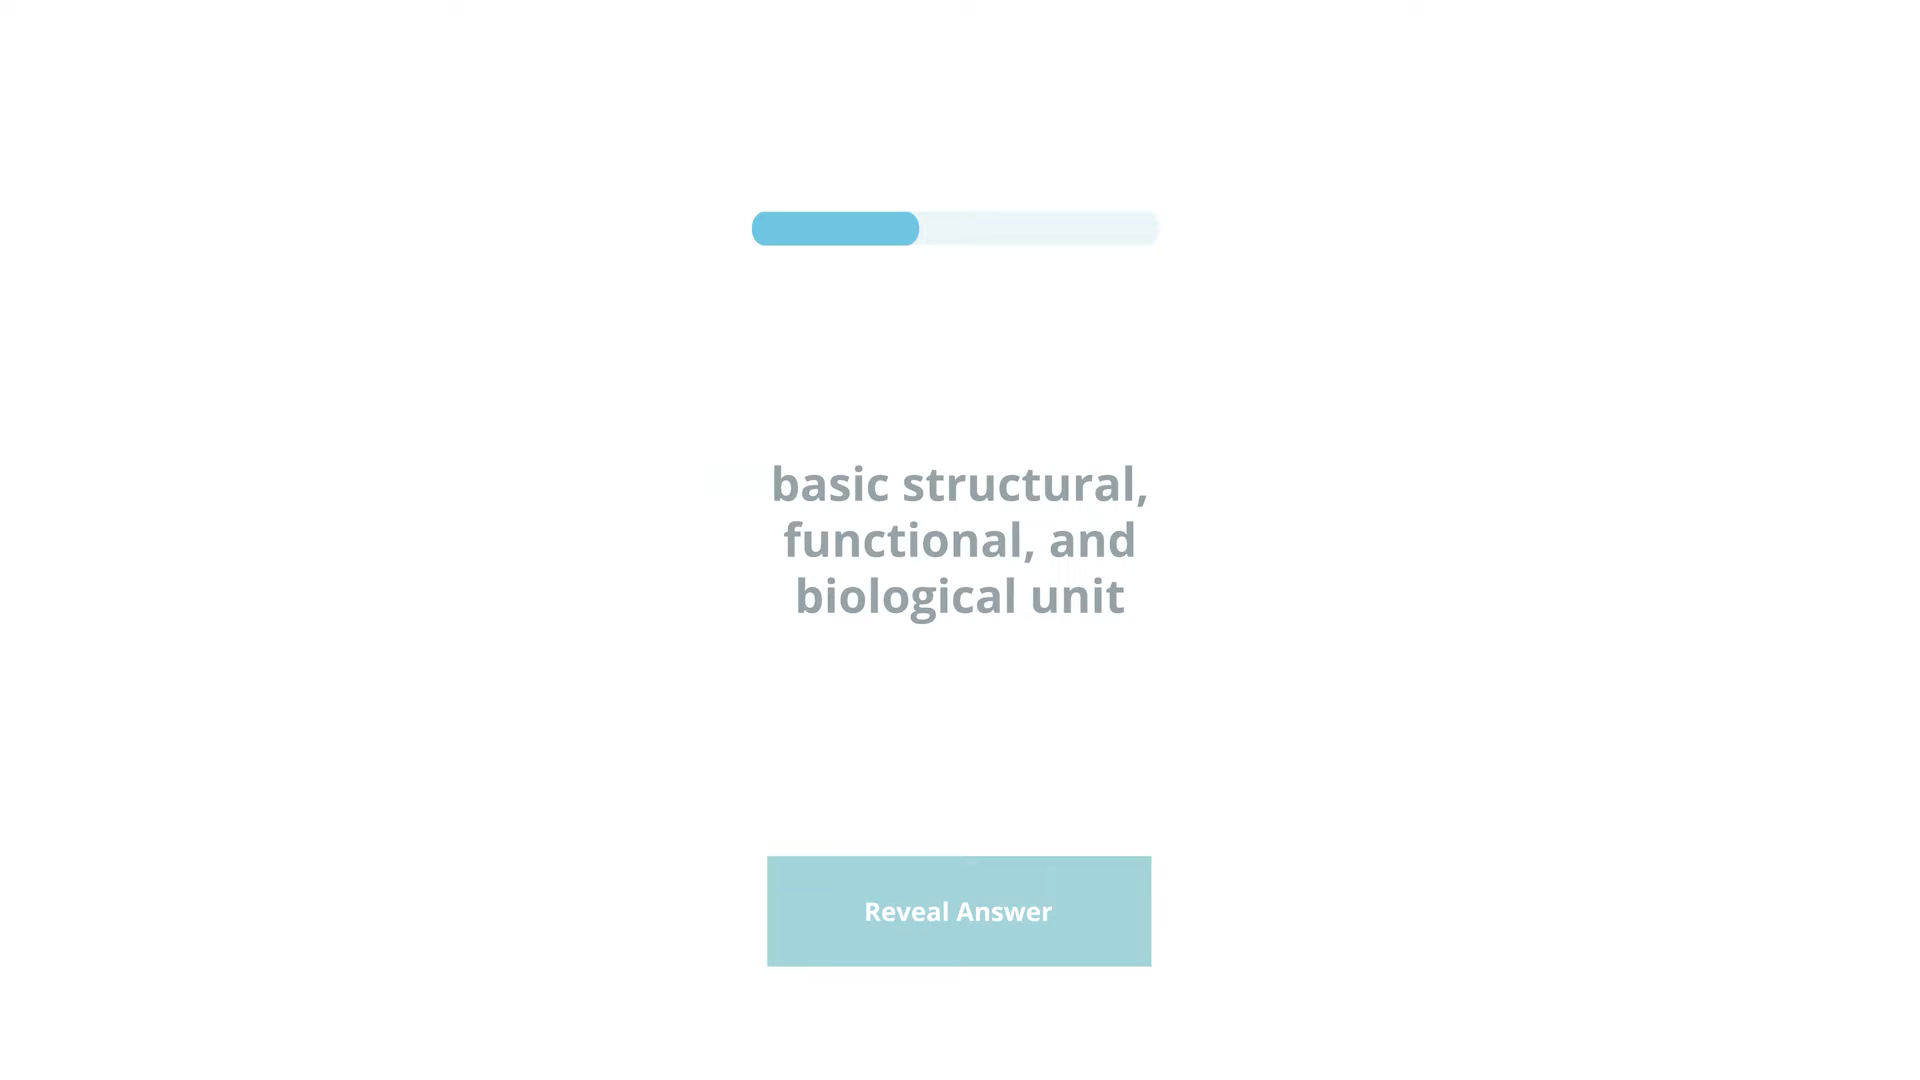 basic structural,
functional, and
biological unit
Reveal Answer